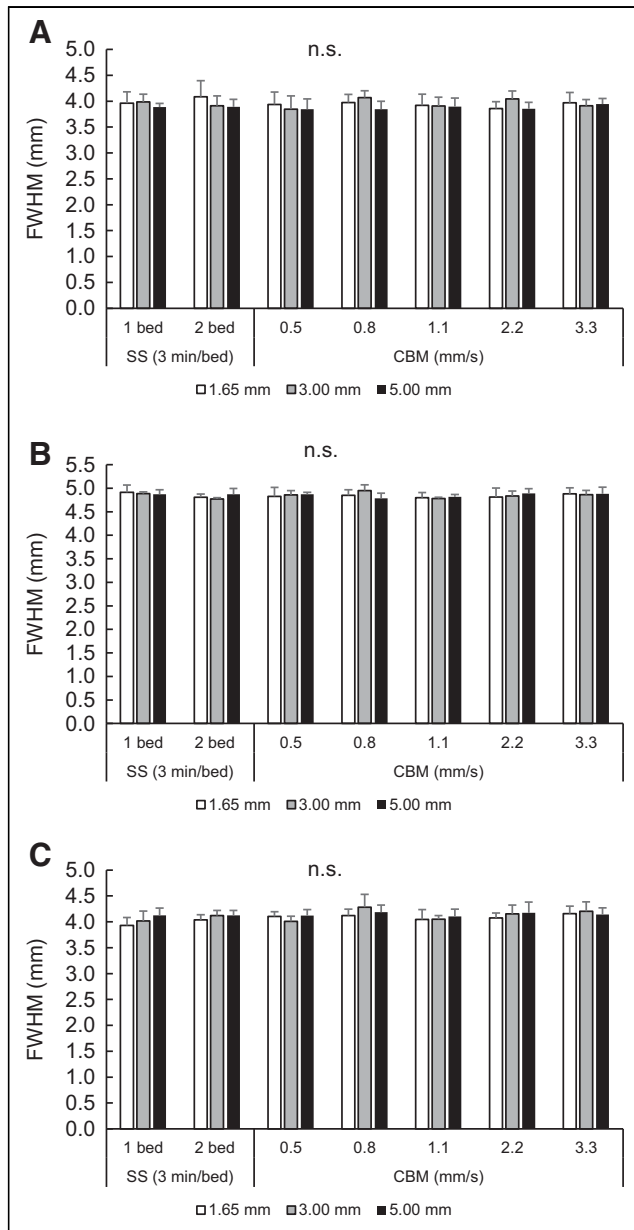 A
n.s.
5.0
4.5
4.0
3.5
3.0
2.5
2.0
1.5
1.0
0.5
0.0
FWHM (mm)
1 bed 2 bed 0.5 0.8 1.1 2.2 3.3
SS (3 min/bed) CBM (mm/s)
1.65 mm 3.00 mm 5.00 mm
B
n.s.
5.5
5.0
4.5
4.0
3.5
3.0
2.5
2.0
1.5
1.0
0.5
0.0
FWHM (mm)
1 bed 2 bed 0.5 0.8 1.1 2.2 3.3
SS (3 min/bed) CBM (mm/s)
1.65 mm 3.00 mm 5.00 mm
C
n.s.
5.0
4.5
4.0
3.5
3.0
2.5
2.0
1.5
1.0
0.5
0.0
FWHM (mm)
1 bed 2 bed 0.5 0.8 1.1 2.2 3.3
SS (3 min/bed) CBM (mm/s)
1.65 mm 3.00 mm 5.00 mm